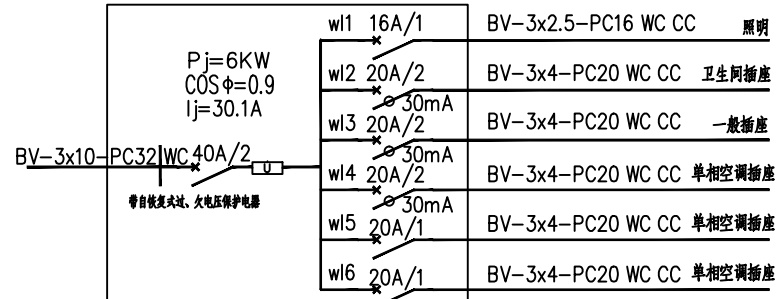 wl1 16A/1 BV-3x2.5-PC16 WC CC 照明
Pj=6KW
COSΦ=0.9
Ij=30.1A
wl2 20A/2 BV-3x4-PC20 WC CC 卫生间插座
30mA
wl3 20A/2 BV-3x4-PC20 WC CC 一般插座
30mA
BV-3x10-PC32 WC 40A/2 U
wl4 20A/2 BV-3x4-PC20 WC CC 单相空调插座
30mA
带自恢复式过、欠电压保护电器
wl5 20A/1 BV-3x4-PC20 WC CC 单相空调插座
wl6 20A/1 BV-3x4-PC20 WC CC 单相空调插座